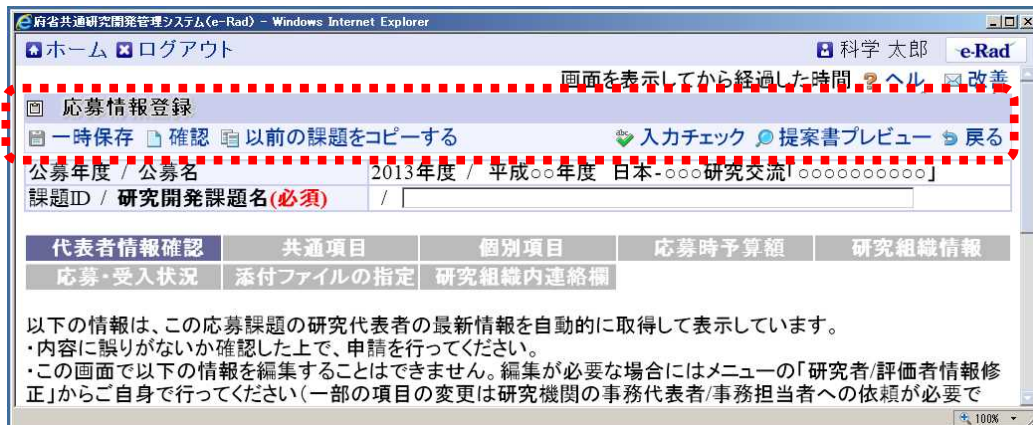 府省共通研究開発管理システム(e-Rad) - Windows Internet Explorer
ホーム ログアウト 科学 太郎 e-Rad
画面を表示してから経過した時間 ヘル 改善
応募情報登録
一時保存 確認 以前の課題をコピーする 入力チェック 提案書プレビュー 戻る
公募年度 / 公募名 2013年度 / 平成○○年度 日本-○○○研究交流「○○○○○○○○○○」
課題ID / 研究開発課題名(必須) /
代表者情報確認 共通項目 個別項目 応募時予算額 研究組織情報
応募・受入状況 添付ファイルの指定 研究組織内連絡欄
以下の情報は、この応募課題の研究代表者の最新情報を自動的に取得して表示しています。
・内容に誤りがないか確認した上で、申請を行ってください。
・この画面で以下の情報を編集することはできません。編集が必要な場合にはメニューの「研究者/評価者情報修
正」からご自身で行ってください（一部の項目の変更は研究機関の事務代表者/事務担当者への依頼が必要で
100%